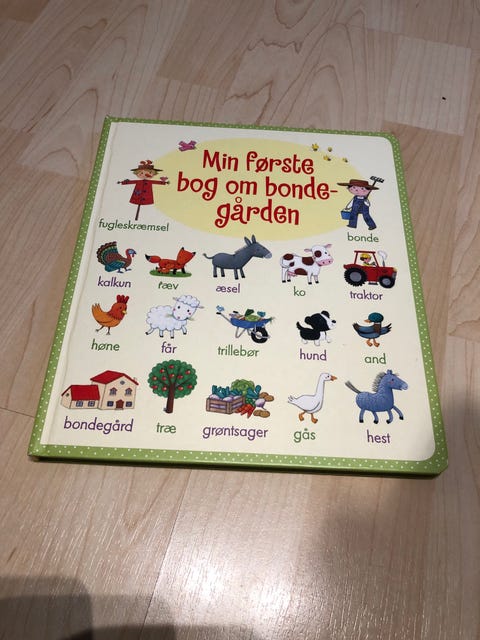 Min første
bog om bonde-
gården
fugleskræmsel
bonde
kalkun
ræv
æsel
ko
traktor
høne
får
trillebør
hund
and
bondegård
træ
grøntsager
gås
hest